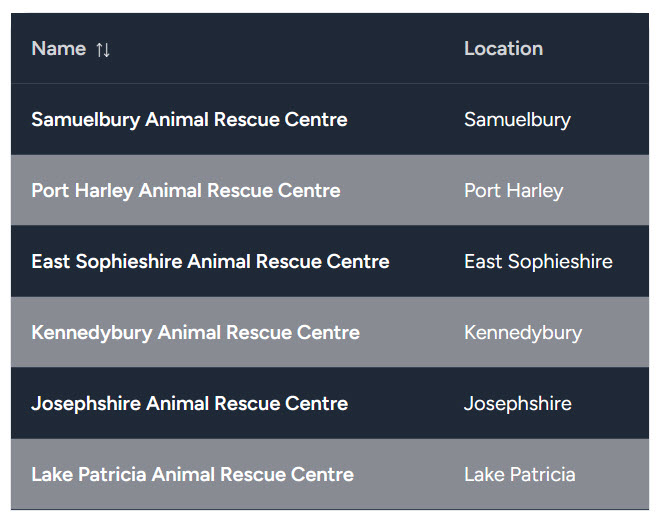 Name ↑↓ Location
Samuelbury Animal Rescue Centre Samuelbury
Port Harley Animal Rescue Centre Port Harley
East Sophieshire Animal Rescue Centre East Sophieshire
Kennedybury Animal Rescue Centre Kennedybury
Josephshire Animal Rescue Centre Josephshire
Lake Patricia Animal Rescue Centre Lake Patricia